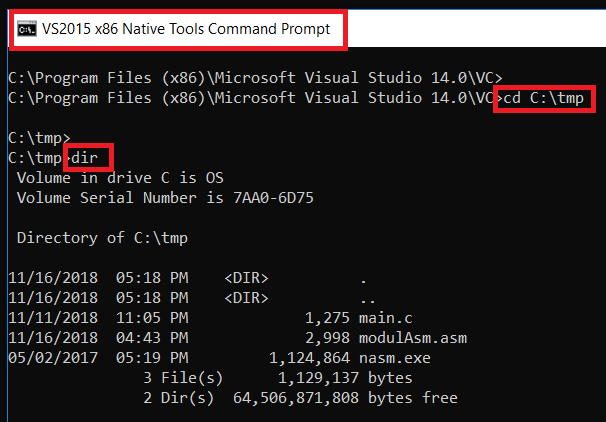 VS2015 x86 Native Tools Command Prompt
C:\Program Files (x86)\Microsoft Visual Studio 14.0\VC>
C:\Program Files (x86)\Microsoft Visual Studio 14.0\VC>cd C:\tmp
C:\tmp>
C:\tmp>dir
 Volume in drive C is OS
 Volume Serial Number is 7AA0-6D75
 Directory of C:\tmp
11/16/2018  05:18 PM    <DIR>          .
11/16/2018  05:18 PM    <DIR>          ..
11/11/2018  11:05 PM             1,275 main.c
11/16/2018  04:43 PM             2,998 modulAsm.asm
05/02/2017  05:19 PM         1,124,864 nasm.exe
               3 File(s)      1,129,137 bytes
               2 Dir(s)  64,506,871,808 bytes free